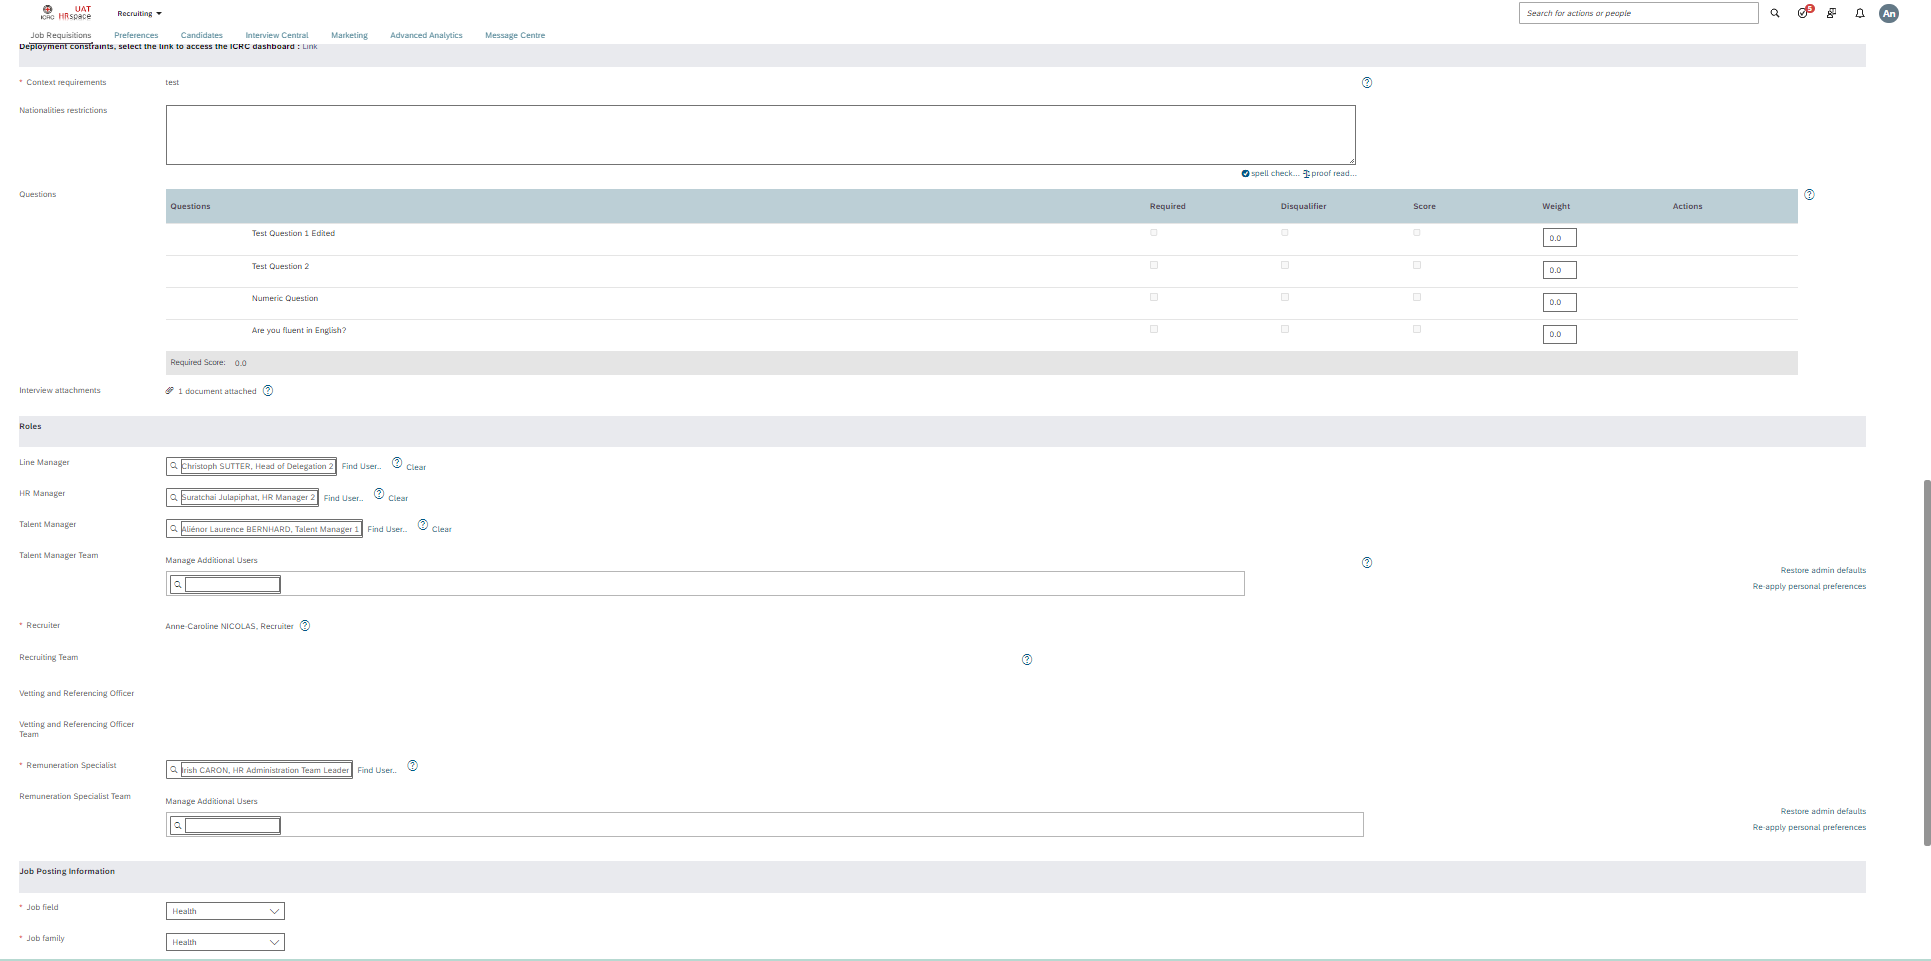 ICRC UAT HRspace Recruiting Search for actions or people 5 An
Job Requisitions Preferences Candidates Interview Central Marketing Advanced Analytics Message Centre
Deployment constraints, select the link to access the ICRC dashboard : Link
* Context requirements test
Nationalities restrictions
spell check... proof read...
Questions
Questions Required Disqualifier Score Weight Actions
Test Question 1 Edited 0.0
Test Question 2 0.0
Numeric Question 0.0
Are you fluent in English? 0.0
Required Score: 0.0
Interview attachments 1 document attached
Roles
Line Manager Christoph SUTTER, Head of Delegation 2 Find User.. Clear
HR Manager Suratchai Julapiphat, HR Manager 2 Find User.. Clear
Talent Manager Aliénor Laurence BERNHARD, Talent Manager 1 Find User.. Clear
Talent Manager Team Manage Additional Users
Restore admin defaults
Re-apply personal preferences
* Recruiter Anne-Caroline NICOLAS, Recruiter
Recruiting Team
Vetting and Referencing Officer
Vetting and Referencing Officer
Team
* Remuneration Specialist Irish CARON, HR Administration Team Leader Find User..
Remuneration Specialist Team Manage Additional Users
Restore admin defaults
Re-apply personal preferences
Job Posting Information
* Job field Health
* Job family Health